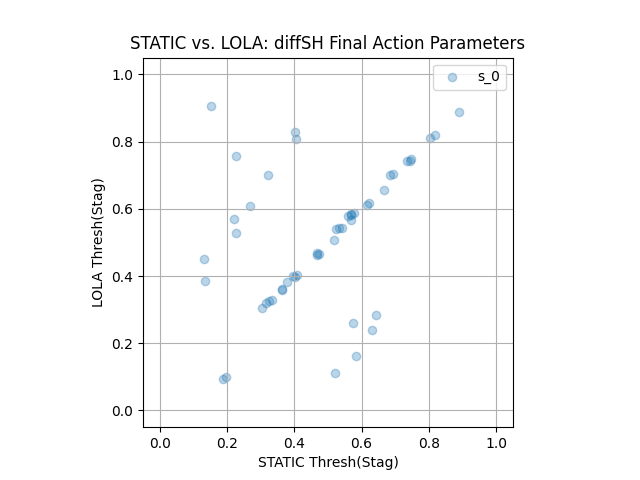 STATIC vs. LOLA: diffSH Final Action Parameters
s_0
LOLA Thresh(Stag)
1.0
0.8
0.6
0.4
0.2
0.0
0.0 0.2 0.4 0.6 0.8 1.0
STATIC Thresh(Stag)